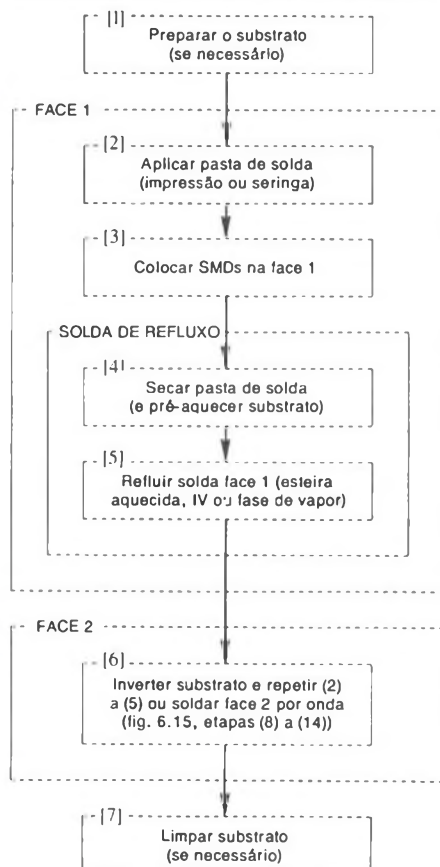 [1]
Preparar o substrato
(se necessário)
FACE 1
[2]
Aplicar pasta de solda
(impressão ou seringa)
[3]
Colocar SMDs na face 1
SOLDA DE REFLUXO
[4]
Secar pasta de solda
(e pré-aquecer substrato)
[5]
Refluir solda face 1 (esteira
aquecida, IV ou fase de vapor)
FACE 2
[6]
Inverter substrato e repetir (2)
a (5) ou soldar face 2 por onda
(fig. 6.15, etapas (8) a (14))
[7]
Limpar substrato
(se necessário)